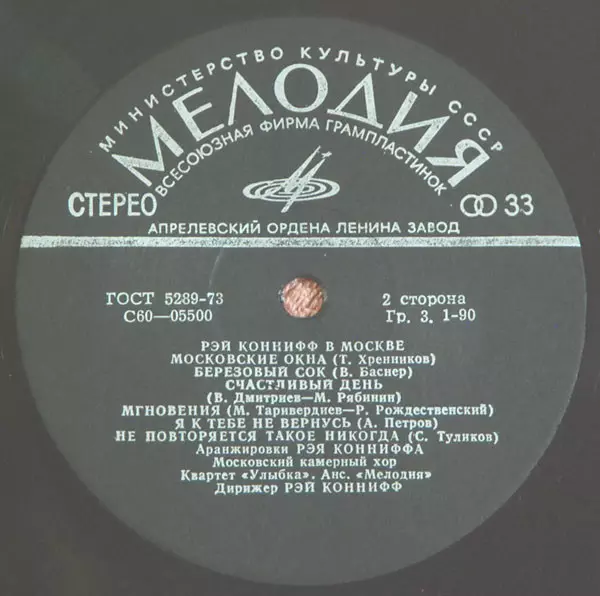 МИНИСТЕРСТВО КУЛЬТУРЫ СССР
МЕЛОДИЯ
ВСЕСОЮЗНАЯ ФИРМА ГРАМПЛАСТИНОК
СТЕРЕО
33
АПРЕЛЕВСКИЙ ОРДЕНА ЛЕНИНА ЗАВОД
ГОСТ 5289-73
2 сторона
С60—05500
Гр. 3. 1-90
РЭЙ КОННИФФ В МОСКВЕ
МОСКОВСКИЕ ОКНА (Т. Хренников)
БЕРЕЗОВЫЙ СОК (В. Баснер)
СЧАСТЛИВЫЙ ДЕНЬ
(В. Дмитриев—М. Рябинин)
МГНОВЕНИЯ (М. Таривердиев—Р. Рождественский)
Я К ТЕБЕ НЕ ВЕРНУСЬ (А. Петров)
НЕ ПОВТОРЯЕТСЯ ТАКОЕ НИКОГДА (С. Туликов)
Аранжировки РЭЯ КОННИФФА
Московский камерный хор
Квартет «Улыбка». Анс. «Мелодия»
Дирижер РЭЙ КОННИФФ